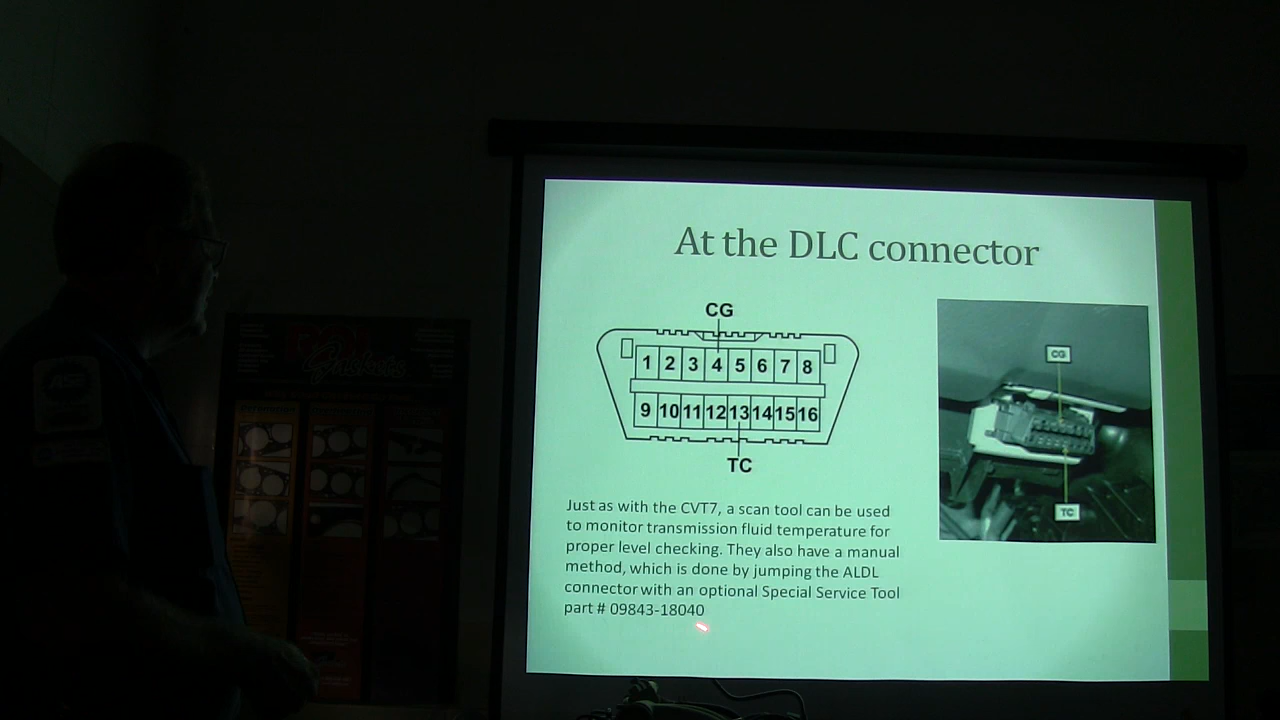 At the DLC connector
CG
1 2 3 4 5 6 7 8
9 10 11 12 13 14 15 16
TC
CG
TC
Just as with the CVT7, a scan tool can be used
to monitor transmission fluid temperature for
proper level checking. They also have a manual
method, which is done by jumping the ALDL
connector with an optional Special Service Tool
part # 09843-18040